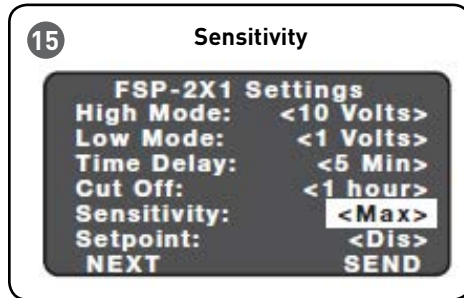 15 Sensitivity
FSP-2X1 Settings
High Mode: <10 Volts>
Low Mode: <1 Volts>
Time Delay: <5 Min>
Cut Off: <1 hour>
Sensitivity: <Max>
Setpoint: <Dis>
NEXT SEND